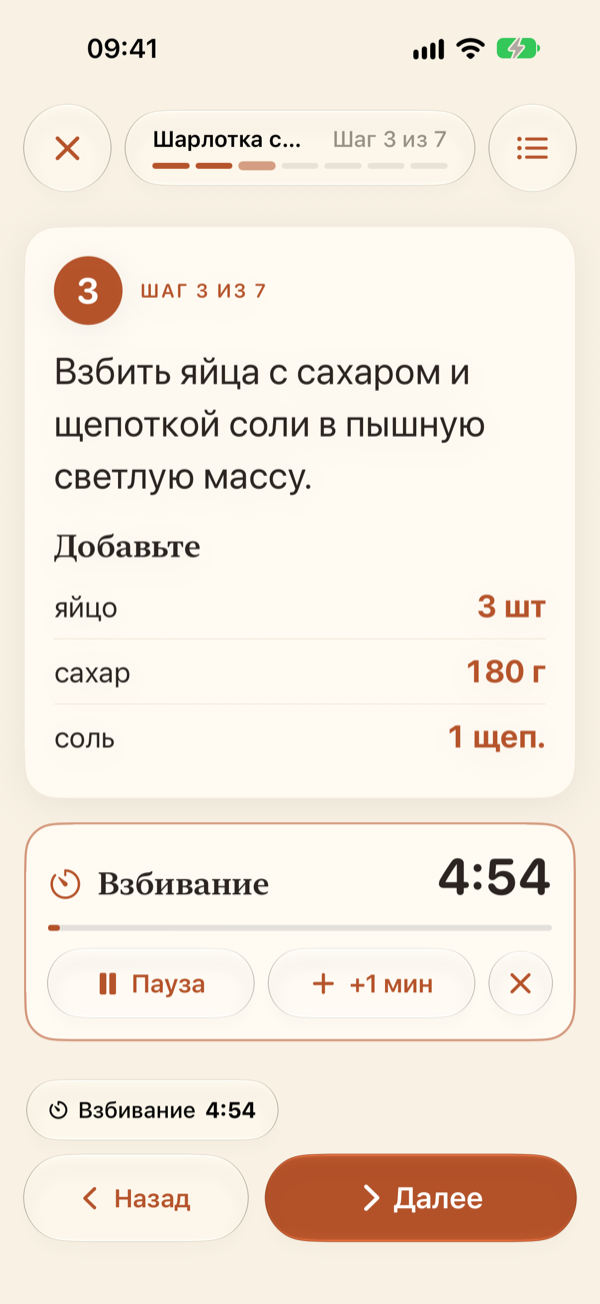 09:41
Шарлотка с...
Шаг 3 из 7
3
ШАГ 3 ИЗ 7
Взбить яйца с сахаром и
щепоткой соли в пышную
светлую массу.
Добавьте
яйцо 3 шт
сахар 180 г
соль 1 щеп.
Взбивание 4:54
Пауза
+1 мин
Взбивание 4:54
Назад
Далее